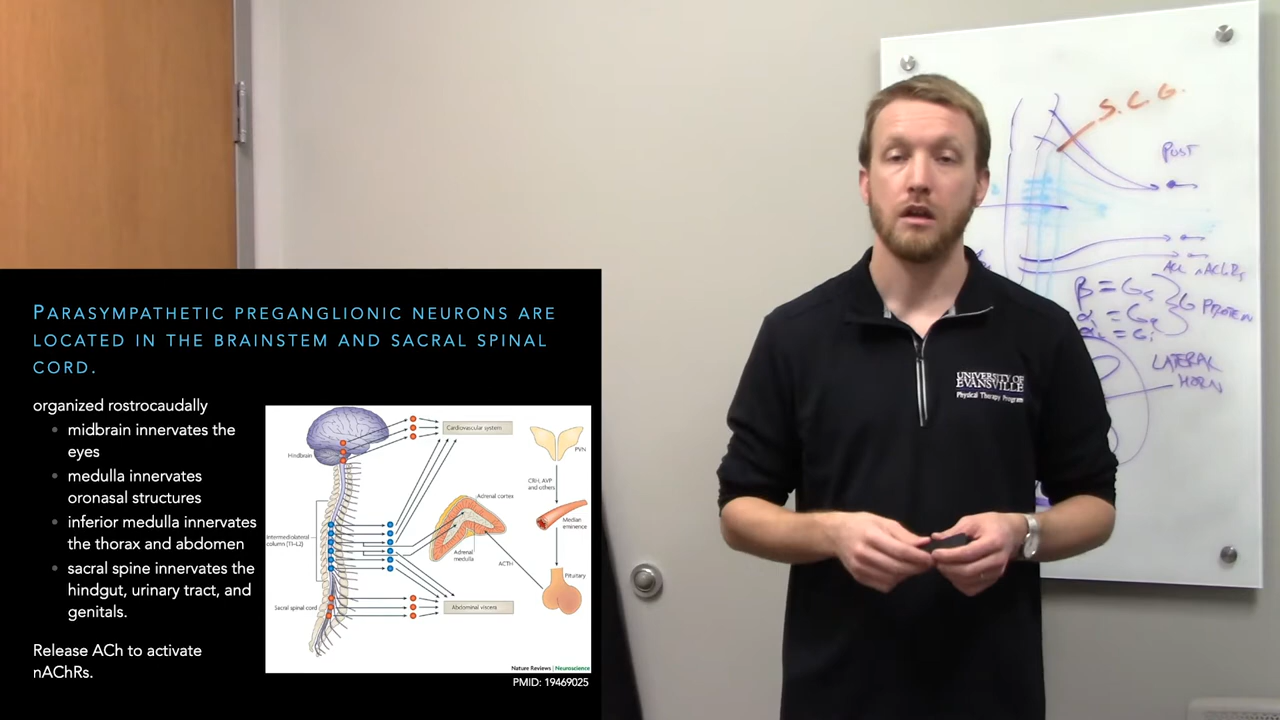 PARASYMPATHETIC PREGANGLIONIC NEURONS ARE
LOCATED IN THE BRAINSTEM AND SACRAL SPINAL
CORD.
organized rostrocaudally
midbrain innervates the
eyes
medulla innervates
oronasal structures
inferior medulla innervates
the thorax and abdomen
sacral spine innervates the
hindgut, urinary tract, and
genitals.
Release ACh to activate
nAChRs.
Hindbrain
Cardiovascular system
PVN
CRH, AVP
and others
Adrenal cortex
Median
eminence
Intermediolateral
column (T1–L2)
Adrenal
medulla
ACTH
Pituitary
Sacral spinal cord
Abdominal viscera
Nature Reviews | Neuroscience
PMID: 19469025
UNIVERSITY OF
EVANSVILLE
Physical Therapy Program
S.C.G.
POST
ACh nAChRs
β = Gs
G PROTEIN
= Gi
LATERAL
HORN